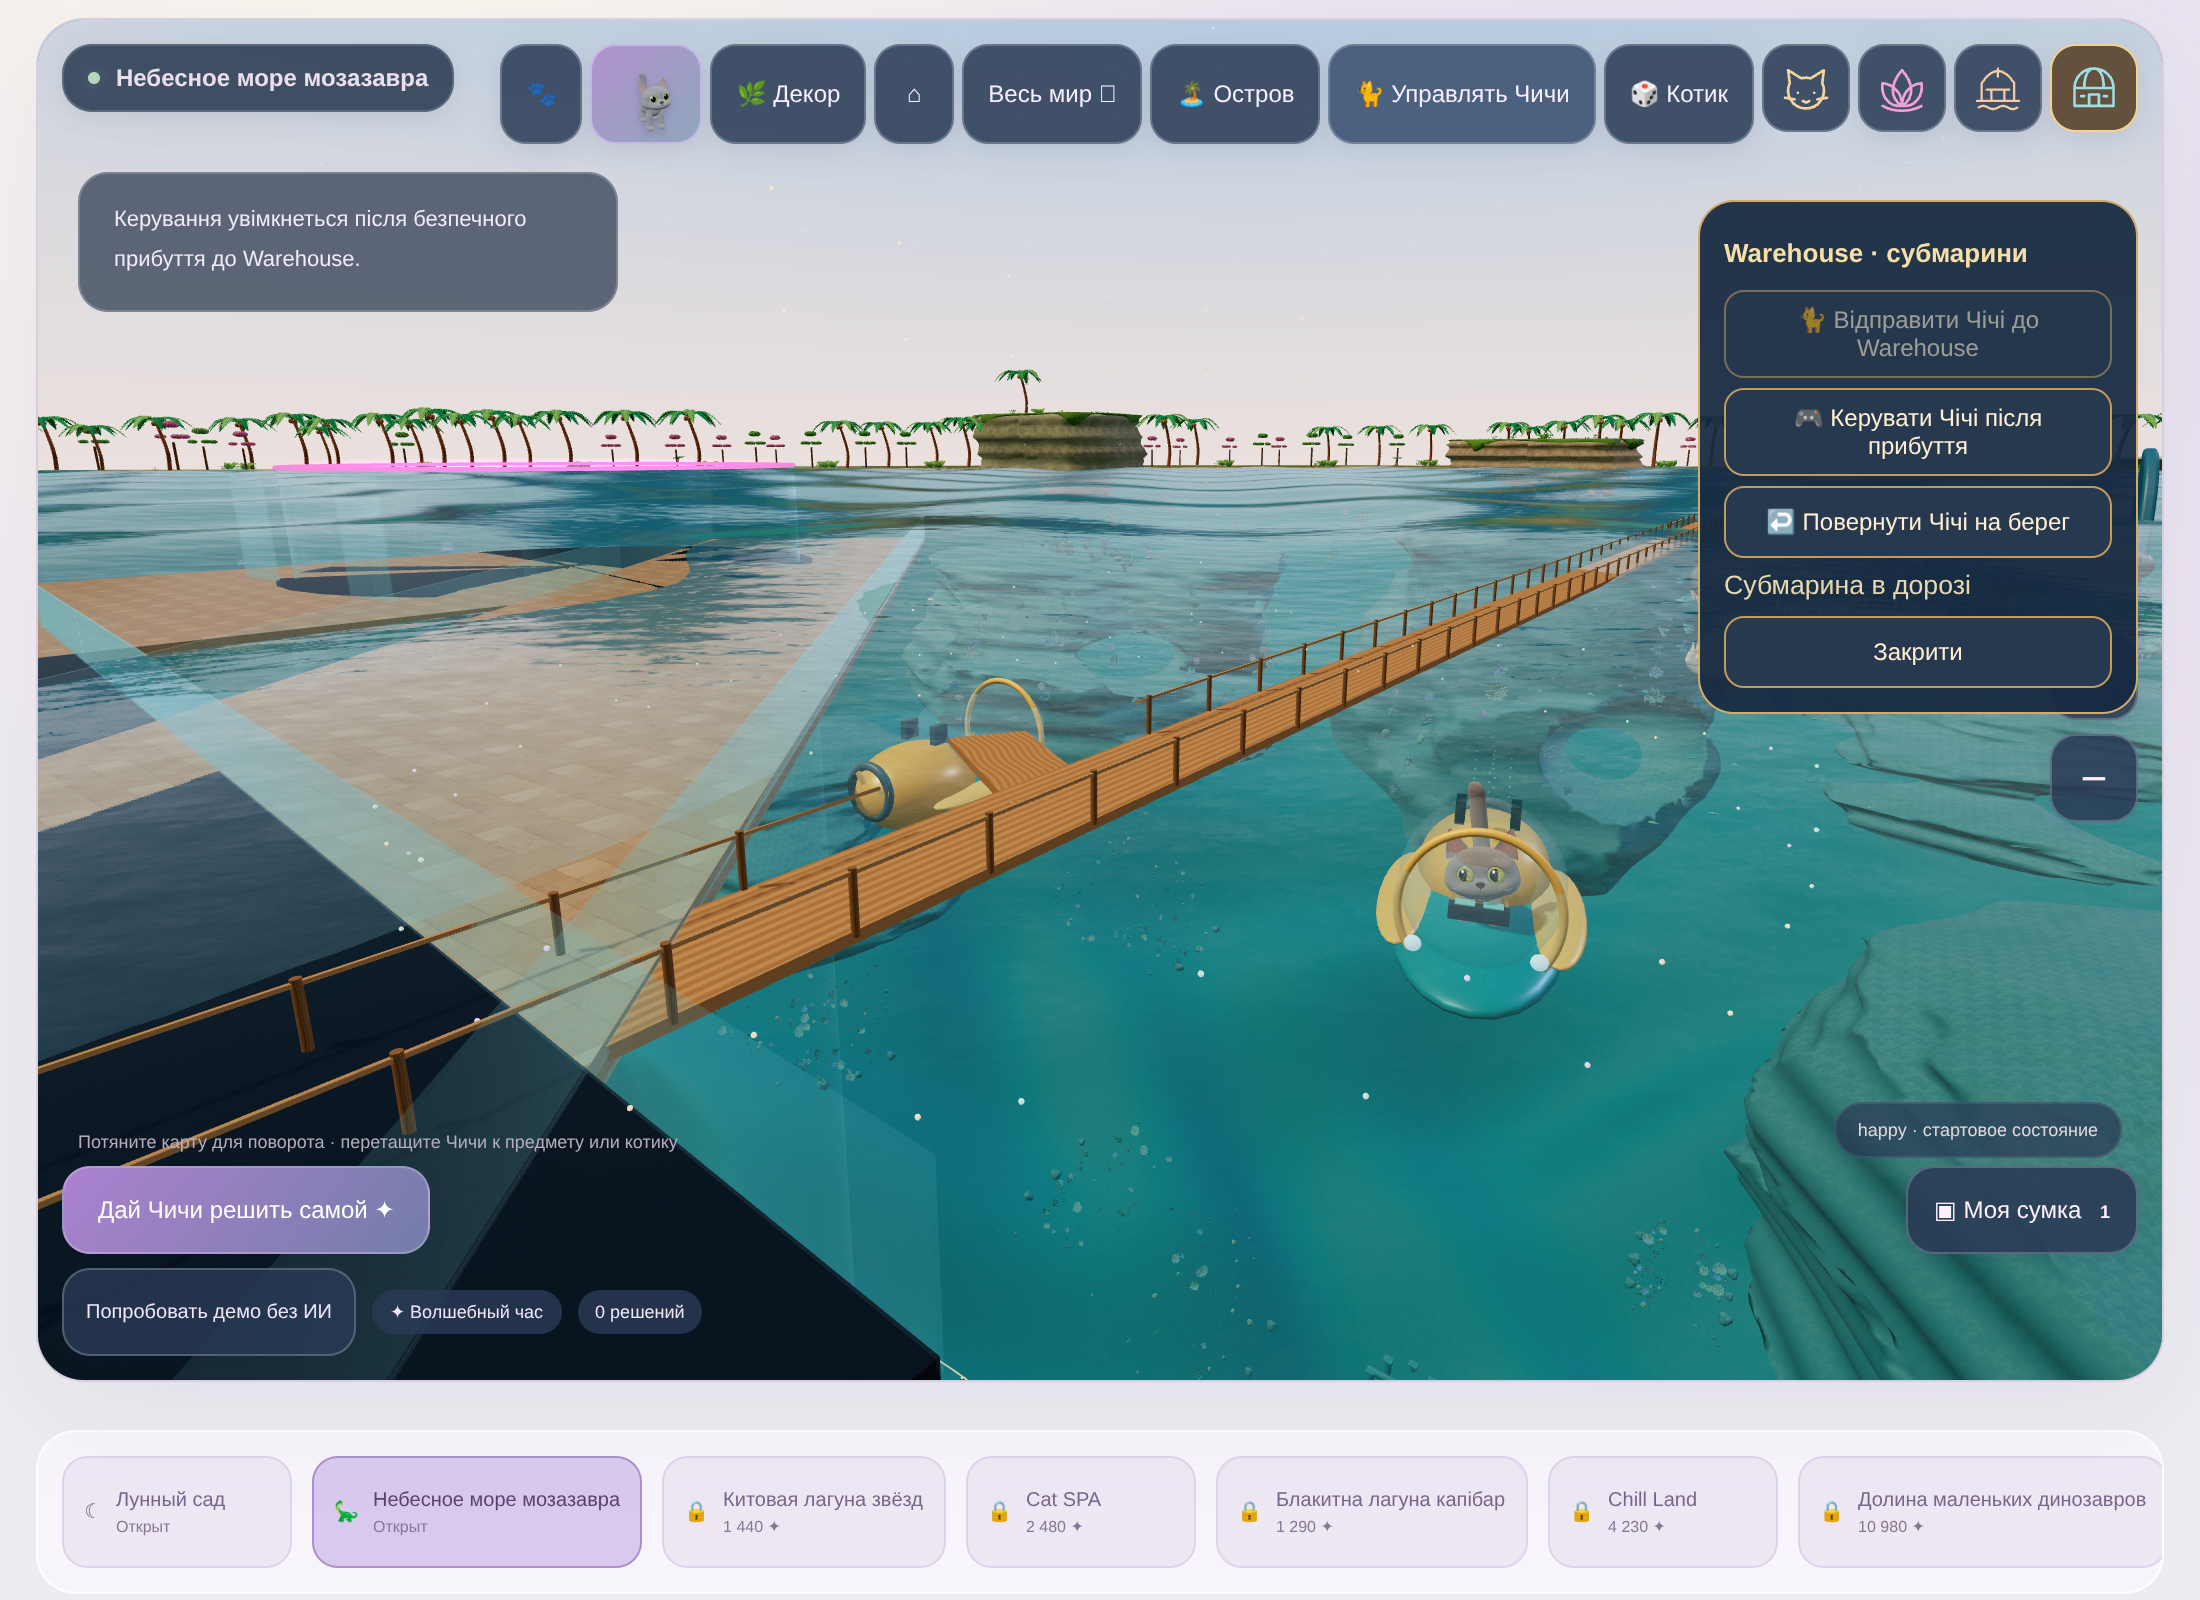 Небесное море мозазавра
Декор
Весь мир
Остров
Управлять Чичи
Котик
Керування увімкнеться після безпечного
прибуття до Warehouse.
Warehouse · субмарини
Відправити Чічі до
Warehouse
Керувати Чічі після
прибуття
Повернути Чічі на берег
Субмарина в дорозі
Закрити
–
Потяните карту для поворота · перетащите Чичи к предмету или котику
happy · стартовое состояние
Дай Чичи решить самой ✦
Моя сумка 1
Попробовать демо без ИИ
✦ Волшебный час
0 решений
Лунный сад
Открыт
Небесное море мозазавра
Открыт
Китовая лагуна звёзд
1 440 ✦
Cat SPA
2 480 ✦
Блакитна лагуна капібар
1 290 ✦
Chill Land
4 230 ✦
Долина маленьких динозавров
10 980 ✦